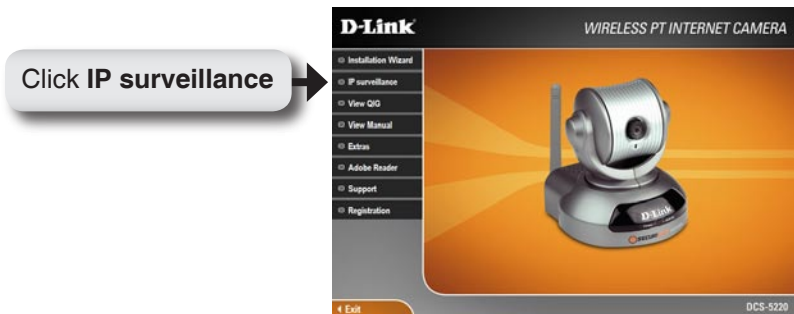 Click IP surveillance
D-Link
WIRELESS PT INTERNET CAMERA
Installation Wizard
IP surveillance
View QIG
View Manual
Extras
Adobe Reader
Support
Registration
D-Link
SECURE
Exit
DCS-5220